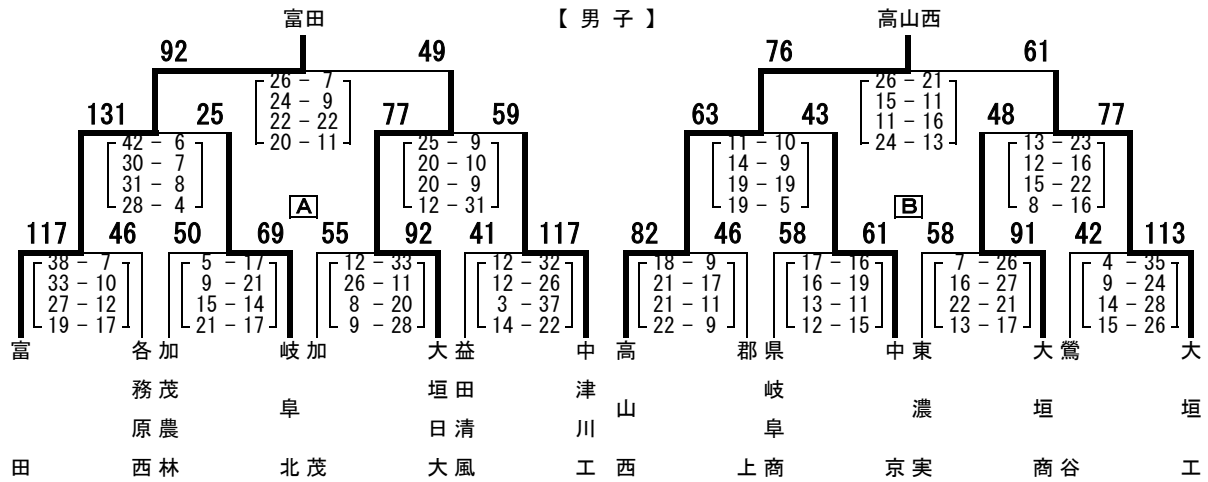 富田 【 男 子 】 高山西
92 49 76 61
26 - 7 26 - 21
24 - 9 15 - 11
22 - 22 11 - 16
20 - 11 24 - 13
131 25 77 59 63 43 48 77
42 - 6 25 - 9 11 - 10 13 - 23
30 - 7 20 - 10 14 - 9 12 - 16
31 - 8 20 - 9 19 - 19 15 - 22
28 - 4 12 - 31 19 - 5 8 - 16
A B
117 46 50 69 55 92 41 117 82 46 58 61 58 91 42 113
38 - 7 5 - 17 12 - 33 12 - 32 18 - 9 17 - 16 7 - 26 4 - 35
33 - 10 9 - 21 26 - 11 12 - 26 21 - 17 16 - 19 16 - 27 9 - 24
27 - 12 15 - 14 8 - 20 3 - 37 21 - 11 13 - 11 22 - 21 14 - 28
19 - 17 21 - 17 9 - 28 14 - 22 22 - 9 12 - 15 13 - 17 15 - 26
富田
各務原西
加茂農林
岐阜北
加茂
大垣日大
益田清風
中津川工
高山西
郡上
県岐阜商
中京
東濃実
大垣商
鶯谷
大垣工